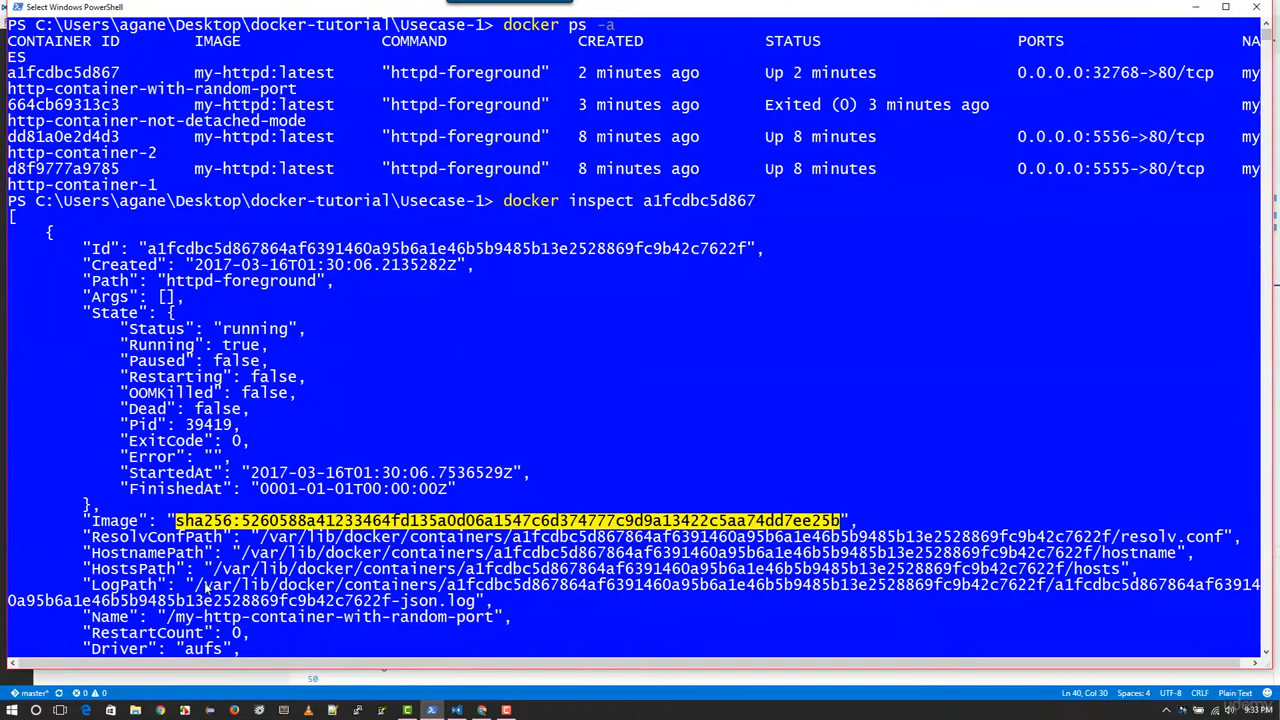 Select Windows PowerShell
PS C:\Users\agane\Desktop\docker-tutorial\Usecase-1> docker ps -a
CONTAINER ID        IMAGE               COMMAND              CREATED             STATUS                     PORTS                   NA
ES
a1fcdbc5d867        my-httpd:latest     "httpd-foreground"   2 minutes ago       Up 2 minutes               0.0.0.0:32768->80/tcp   my
http-container-with-random-port
664cb69313c3        my-httpd:latest     "httpd-foreground"   3 minutes ago       Exited (0) 3 minutes ago                           my
http-container-not-detached-mode
dd81a0e2d4d3        my-httpd:latest     "httpd-foreground"   8 minutes ago       Up 8 minutes               0.0.0.0:5556->80/tcp    my
http-container-2
d8f9777a9785        my-httpd:latest     "httpd-foreground"   8 minutes ago       Up 8 minutes               0.0.0.0:5555->80/tcp    my
http-container-1
PS C:\Users\agane\Desktop\docker-tutorial\Usecase-1> docker inspect a1fcdbc5d867
[
    {
        "Id": "a1fcdbc5d867864af6391460a95b6a1e46b5b9485b13e2528869fc9b42c7622f",
        "Created": "2017-03-16T01:30:06.2135282Z",
        "Path": "httpd-foreground",
        "Args": [],
        "State": {
            "Status": "running",
            "Running": true,
            "Paused": false,
            "Restarting": false,
            "OOMKilled": false,
            "Dead": false,
            "Pid": 39419,
            "ExitCode": 0,
            "Error": "",
            "StartedAt": "2017-03-16T01:30:06.7536529Z",
            "FinishedAt": "0001-01-01T00:00:00Z"
        },
        "Image": "sha256:5260588a41233464fd135a0d06a1547c6d374777c9d9a13422c5aa74dd7ee25b",
        "ResolvConfPath": "/var/lib/docker/containers/a1fcdbc5d867864af6391460a95b6a1e46b5b9485b13e2528869fc9b42c7622f/resolv.conf",
        "HostnamePath": "/var/lib/docker/containers/a1fcdbc5d867864af6391460a95b6a1e46b5b9485b13e2528869fc9b42c7622f/hostname",
        "HostsPath": "/var/lib/docker/containers/a1fcdbc5d867864af6391460a95b6a1e46b5b9485b13e2528869fc9b42c7622f/hosts",
        "LogPath": "/var/lib/docker/containers/a1fcdbc5d867864af6391460a95b6a1e46b5b9485b13e2528869fc9b42c7622f/a1fcdbc5d867864af63914
60a95b6a1e46b5b9485b13e2528869fc9b42c7622f-json.log",
        "Name": "/my-http-container-with-random-port",
        "RestartCount": 0,
        "Driver": "aufs",
50
master* 0 0 Ln 40, Col 30 Spaces: 4 UTF-8 CRLF Plain Text
udemy
9:33 PM